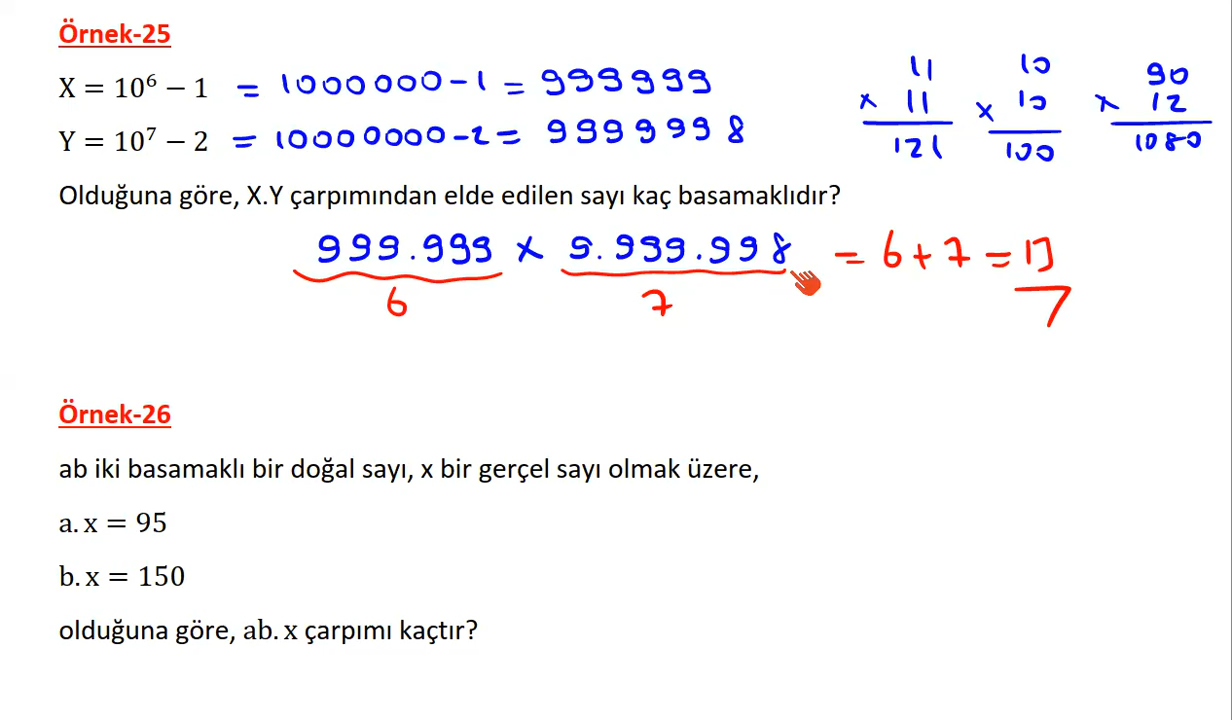 Örnek-25
X = 10⁶ − 1 = 1000000 - 1 = 999999
Y = 10⁷ − 2 = 10000000 - 2 = 9999998
11 x 11 121
10 x 10 100
90 x 12 1080
Olduğuna göre, X.Y çarpımından elde edilen sayı kaç basamaklıdır?
999.999 x 9.999.998 = 6 + 7 = 13
6 7
Örnek-26
ab iki basamaklı bir doğal sayı, x bir gerçel sayı olmak üzere,
a. x = 95
b. x = 150
olduğuna göre, ab. x çarpımı kaçtır?